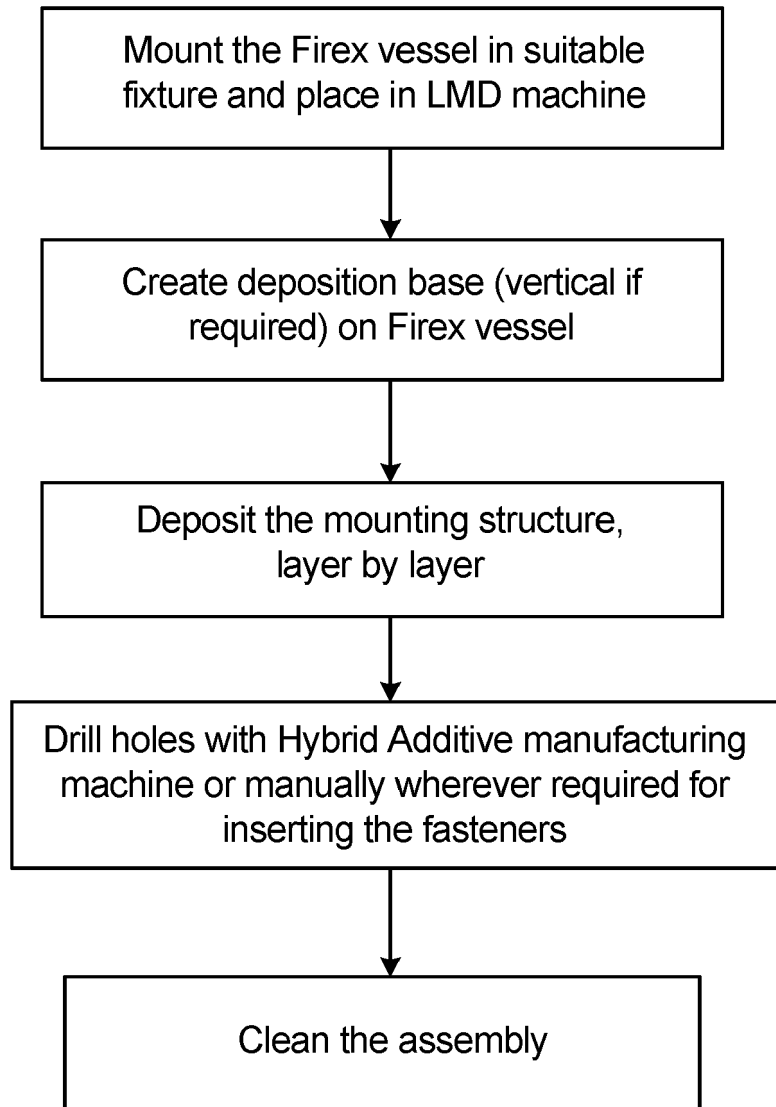 Mount the Firex vessel in suitable
fixture and place in LMD machine
Create deposition base (vertical if
required) on Firex vessel
Deposit the mounting structure,
layer by layer
Drill holes with Hybrid Additive manufacturing
machine or manually wherever required for
inserting the fasteners
Clean the assembly